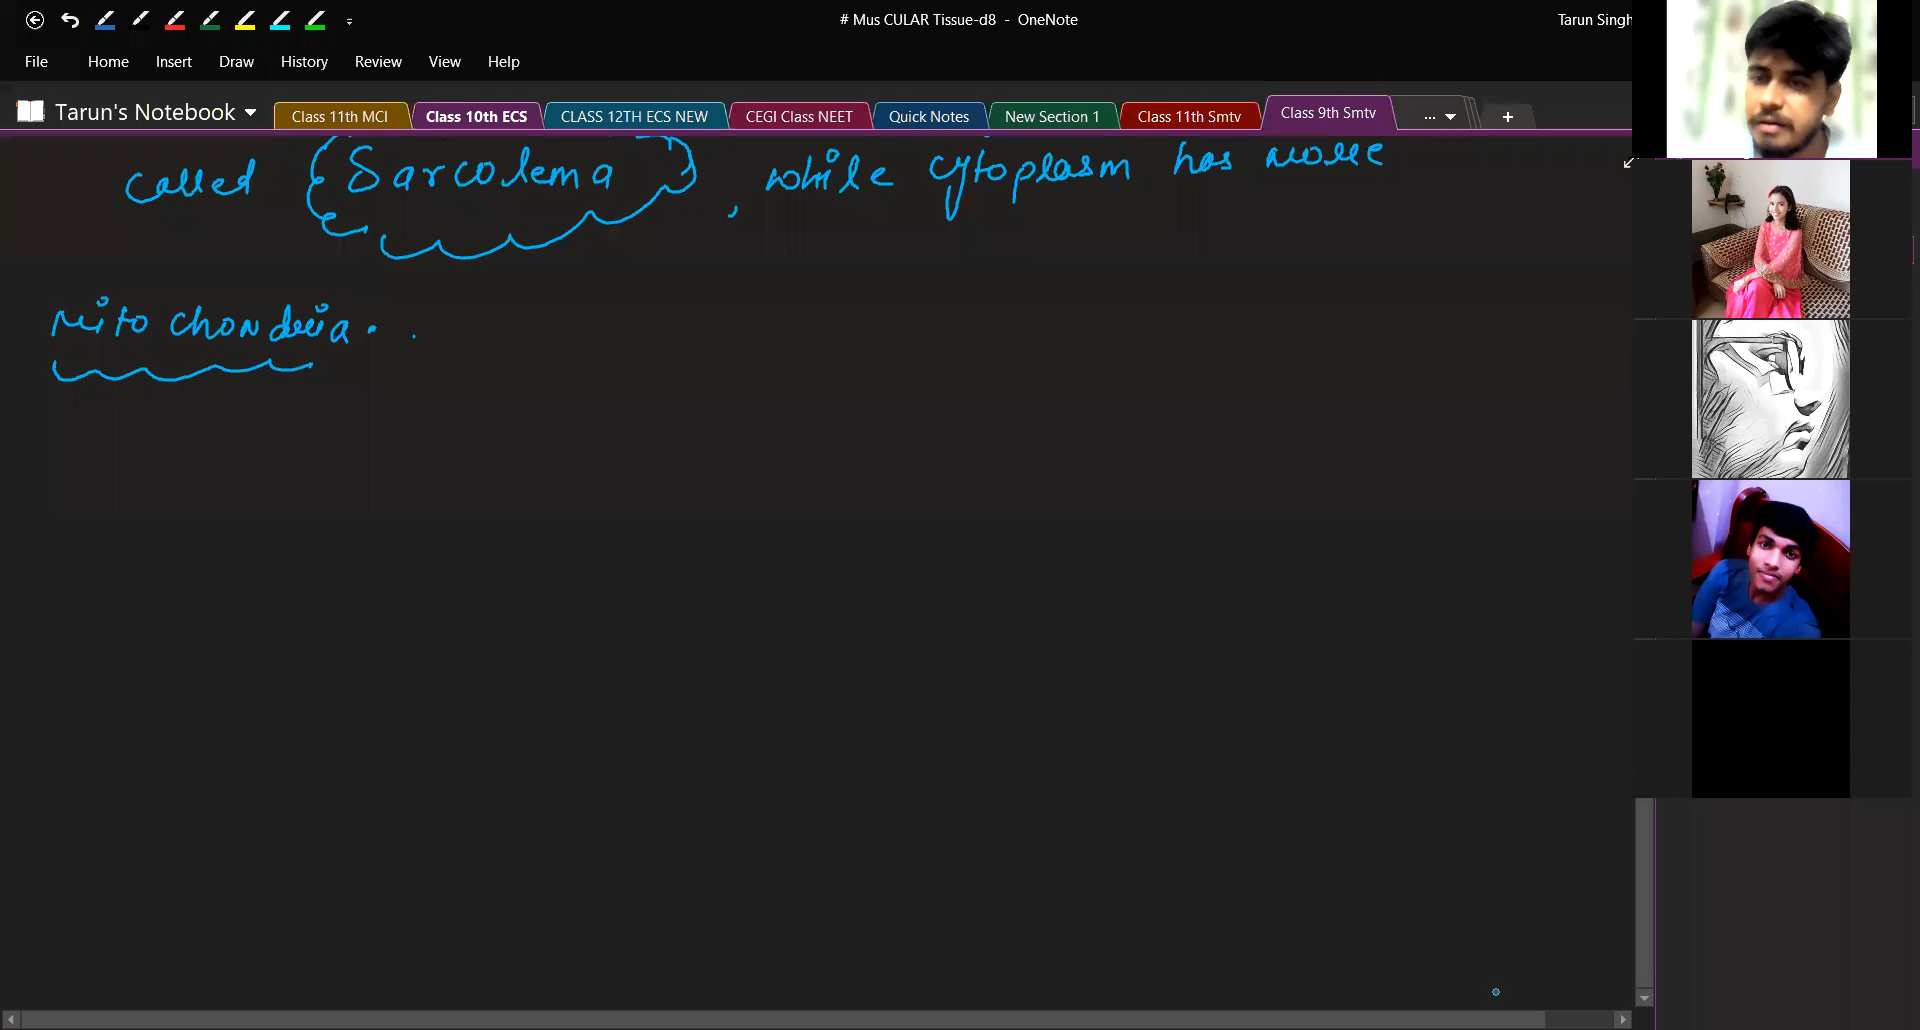 # Mus CULAR Tissue-d8 - OneNote
Tarun Singh
File Home Insert Draw History Review View Help
Tarun's Notebook
Class 11th MCI Class 10th ECS CLASS 12TH ECS NEW CEGI Class NEET Quick Notes New Section 1 Class 11th Smtv Class 9th Smtv ... +
called (Sarcolema), while cytoplasm has more
Mito chondria.